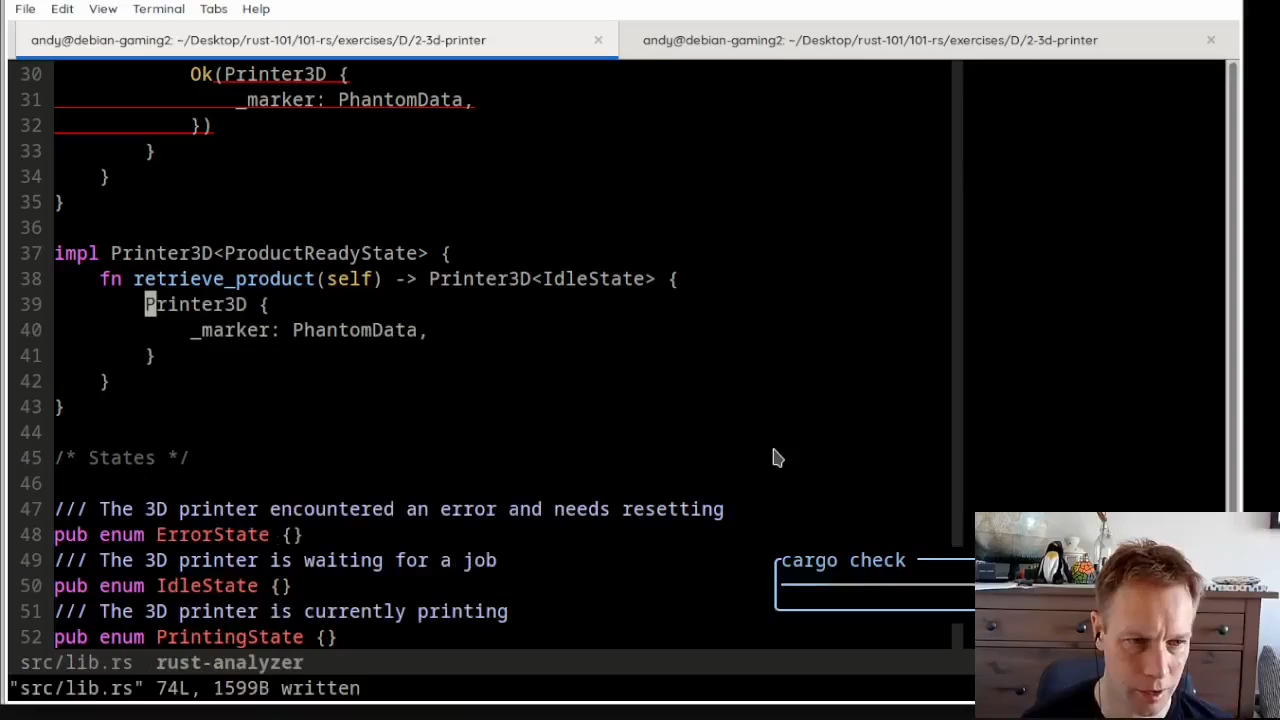 File Edit View Terminal Tabs Help
andy@debian-gaming2: ~/Desktop/rust-101/101-rs/exercises/D/2-3d-printer × andy@debian-gaming2: ~/Desktop/rust-101/101-rs/exercises/D/2-3d-printer ×
30 Ok(Printer3D {
31 _marker: PhantomData,
32 })
33 }
34 }
35 }
36
37 impl Printer3D<ProductReadyState> {
38 fn retrieve_product(self) -> Printer3D<IdleState> {
39 Printer3D {
40 _marker: PhantomData,
41 }
42 }
43 }
44
45 /* States */
46
47 /// The 3D printer encountered an error and needs resetting
48 pub enum ErrorState {}
49 /// The 3D printer is waiting for a job
50 pub enum IdleState {}
51 /// The 3D printer is currently printing
52 pub enum PrintingState {}
cargo check
src/lib.rs rust-analyzer
"src/lib.rs" 74L, 1599B written